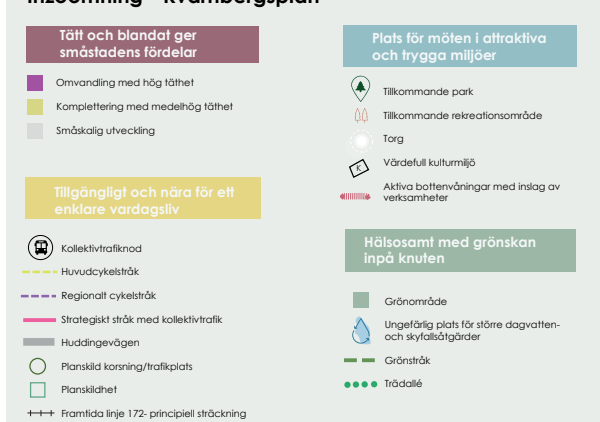 Inzoomning - Kvarnbergsplan
Tätt och blandat ger
småstadens fördelar
Omvandling med hög täthet
Komplettering med medelhög täthet
Småskalig utveckling
Tillgängligt och nära för ett
enklare vardagsliv
Kollektivtrafiknod
Huvudcykelstråk
Regionalt cykelstråk
Strategiskt stråk med kollektivtrafik
Huddingevägen
Planskild korsning/trafikplats
Planskildhet
Framtida linje 172- principiell sträckning
Plats för möten i attraktiva
och trygga miljöer
Tillkommande park
Tillkommande rekreationsområde
Torg
K
Värdefull kulturmiljö
Aktiva bottenvåningar med inslag av
verksamheter
Hälsosamt med grönskan
inpå knuten
Grönområde
Ungefärlig plats för större dagvatten-
och skyfallsåtgärder
Grönstråk
Trädallé